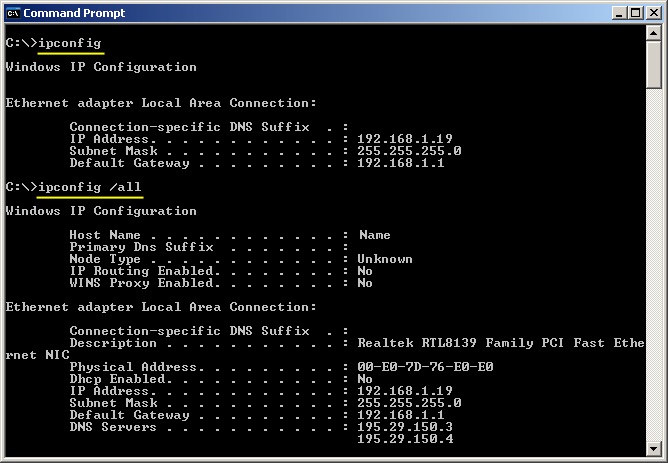 Command Prompt
C:\>ipconfig
Windows IP Configuration
Ethernet adapter Local Area Connection:
Connection-specific DNS Suffix . :
IP Address. . . . . . . . . . . . : 192.168.1.19
Subnet Mask . . . . . . . . . . . : 255.255.255.0
Default Gateway . . . . . . . . . : 192.168.1.1
C:\>ipconfig /all
Windows IP Configuration
Host Name . . . . . . . . . . . . : Name
Primary Dns Suffix . . . . . . . :
Node Type . . . . . . . . . . . . : Unknown
IP Routing Enabled. . . . . . . . : No
WINS Proxy Enabled. . . . . . . . : No
Ethernet adapter Local Area Connection:
Connection-specific DNS Suffix . :
Description . . . . . . . . . . . : Realtek RTL8139 Family PCI Fast Ethe
rnet NIC
Physical Address. . . . . . . . . : 00-E0-7D-76-E0-E0
Dhcp Enabled. . . . . . . . . . . : No
IP Address. . . . . . . . . . . . : 192.168.1.19
Subnet Mask . . . . . . . . . . . : 255.255.255.0
Default Gateway . . . . . . . . . : 192.168.1.1
DNS Servers . . . . . . . . . . . : 195.29.150.3
195.29.150.4